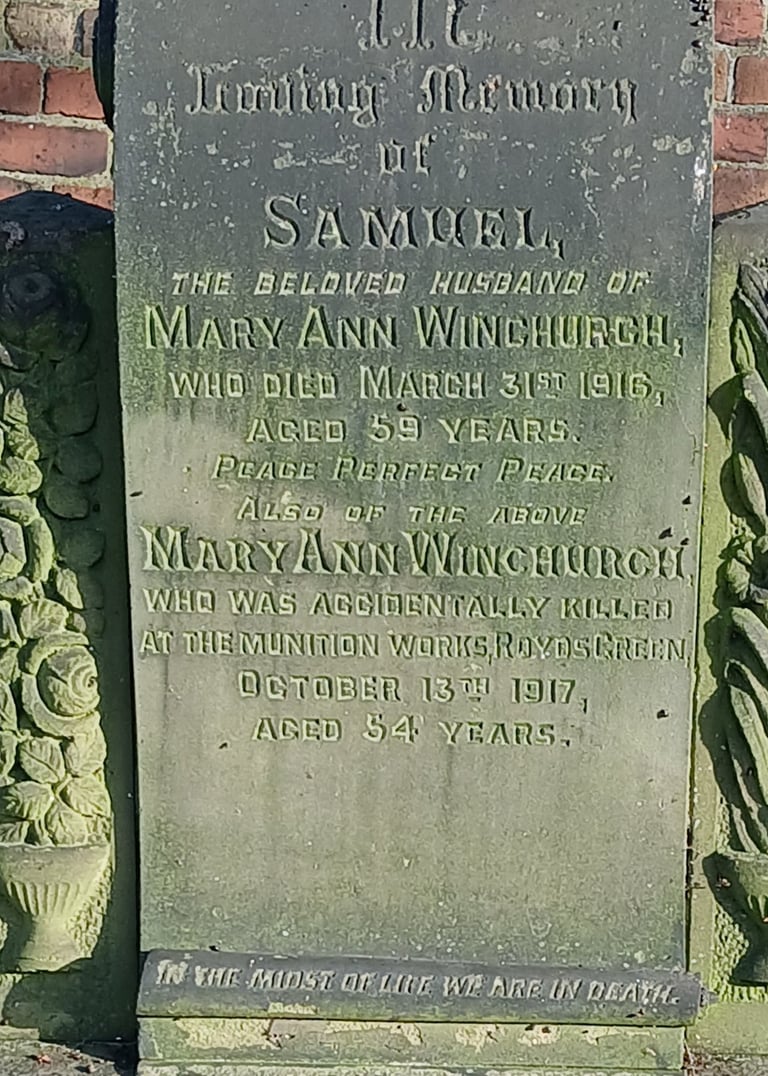 In
Loving Memory
of
SAMUEL,
THE BELOVED HUSBAND OF
MARY ANN WINCHURCH,
WHO DIED MARCH 31ST 1916,
AGED 59 YEARS.
PEACE PERFECT PEACE.
ALSO OF THE ABOVE
MARY ANN WINCHURCH,
WHO WAS ACCIDENTALLY KILLED
AT THE MUNITION WORKS, ROYDS GREEN,
OCTOBER 13TH 1917,
AGED 54 YEARS.
IN THE MIDST OF LIFE WE ARE IN DEATH.